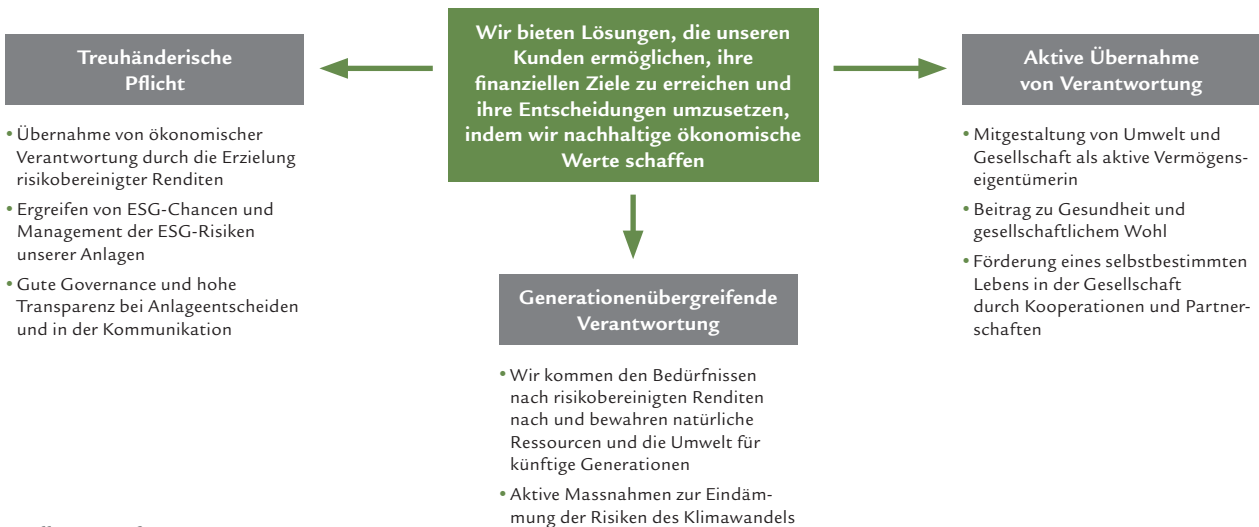 Wir bieten Lösungen, die unseren
Kunden ermöglichen, ihre
finanziellen Ziele zu erreichen und
ihre Entscheidungen umzusetzen,
indem wir nachhaltige ökonomische
Werte schaffen
Treuhänderische
Pflicht
• Übernahme von ökonomischer
Verantwortung durch die Erzielung
risikobereinigter Renditen
• Ergreifen von ESG-Chancen und
Management der ESG-Risiken
unserer Anlagen
• Gute Governance und hohe
Transparenz bei Anlageentscheiden
und in der Kommunikation
Generationenübergreifende
Verantwortung
• Wir kommen den Bedürfnissen
nach risikobereinigten Renditen
nach und bewahren natürliche
Ressourcen und die Umwelt für
künftige Generationen
• Aktive Massnahmen zur Eindäm-
mung der Risiken des Klimawandels
Aktive Übernahme
von Verantwortung
• Mitgestaltung von Umwelt und
Gesellschaft als aktive Vermögens-
eigentümerin
• Beitrag zu Gesundheit und
gesellschaftlichem Wohl
• Förderung eines selbstbestimmten
Lebens in der Gesellschaft
durch Kooperationen und Partner-
schaften